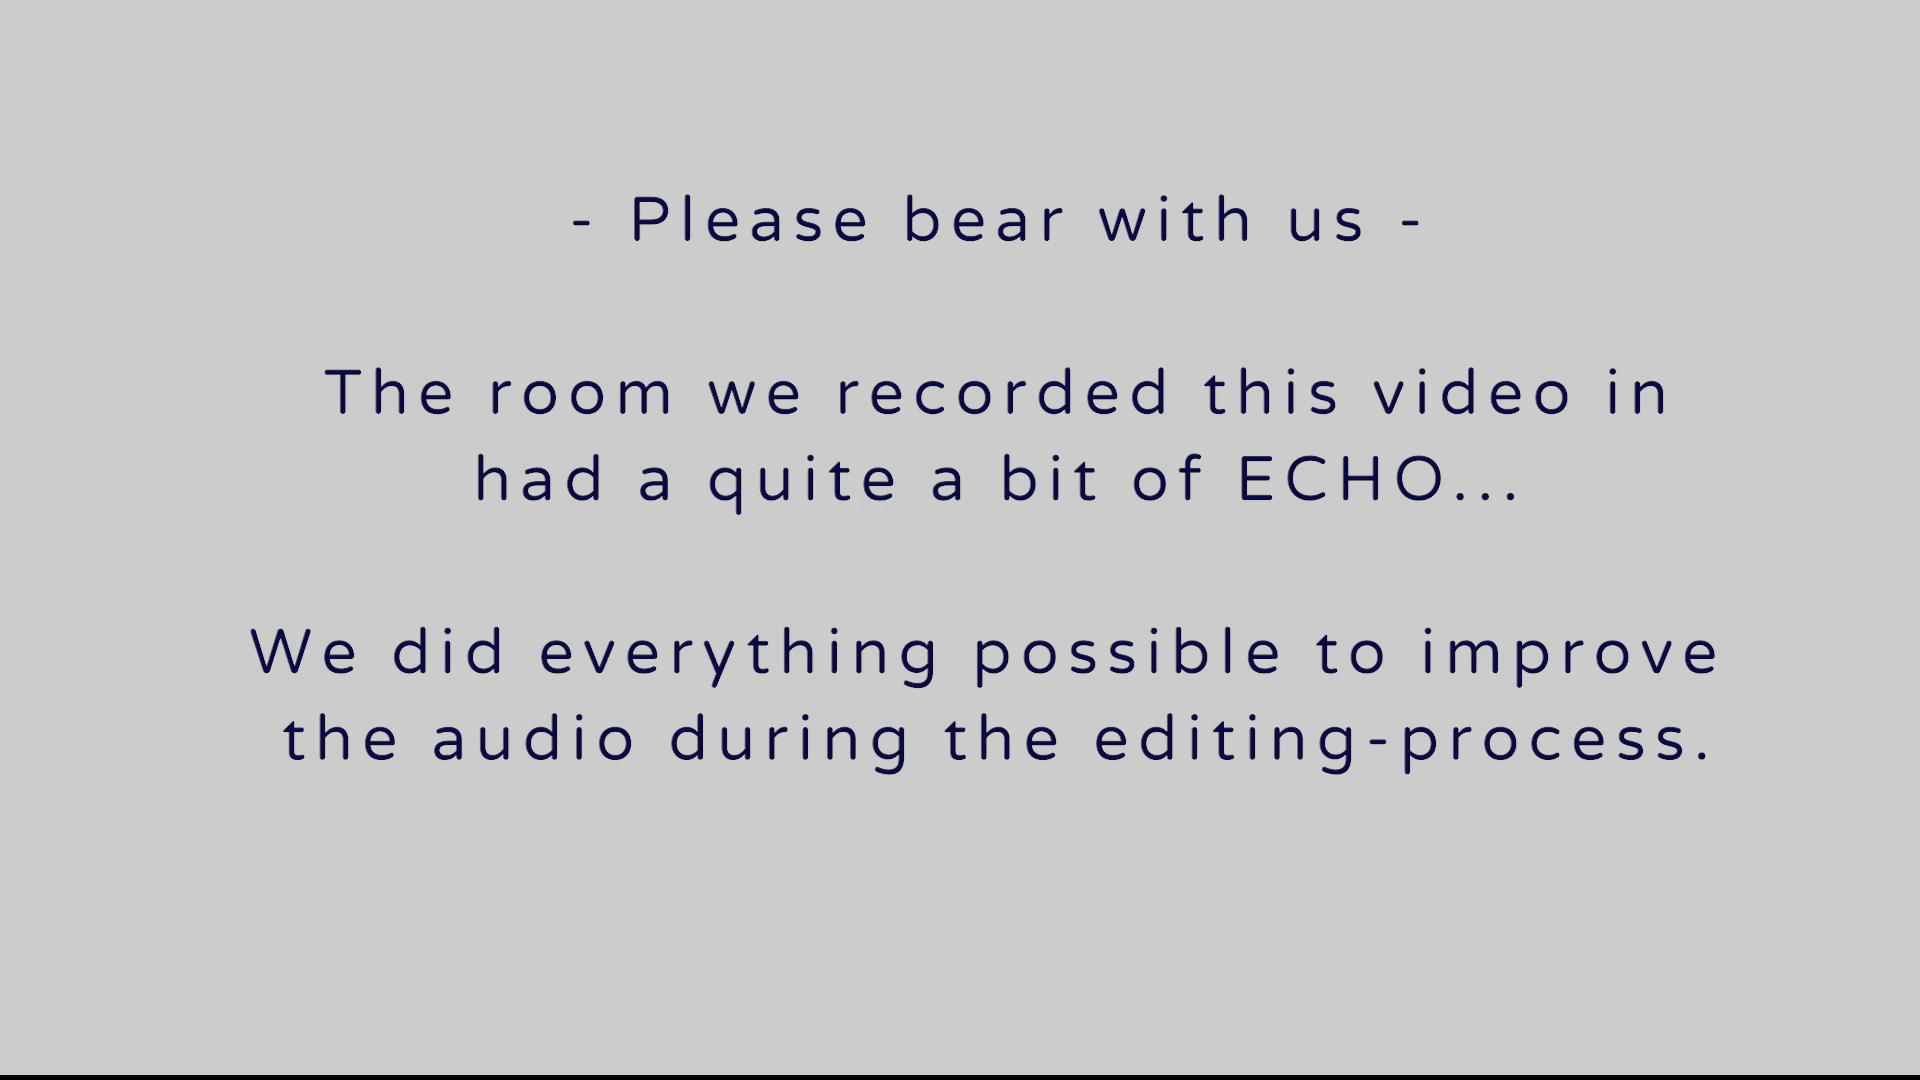 - Please bear with us -
The room we recorded this video in
had a quite a bit of ECHO...
We did everything possible to improve
the audio during the editing-process.